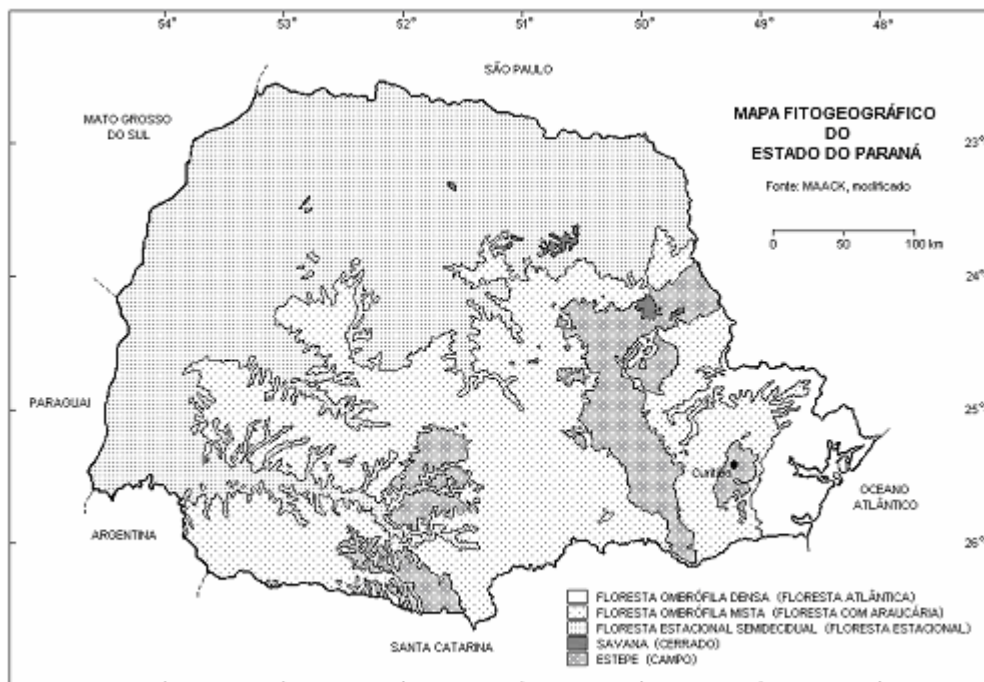 54° 53° 52° 51° 50° 49° 48°
SÃO PAULO
MATO GROSSO
DO SUL
MAPA FITOGEOGRÁFICO
DO
ESTADO DO PARANÁ
Fonte: MAACK, modificado
0 50 100 km
23°
24°
25°
26°
PARAGUAI
Curitiba
OCEANO
ATLÂNTICO
ARGENTINA
SANTA CATARINA
FLORESTA OMBRÓFILA DENSA (FLORESTA ATLÂNTICA)
FLORESTA OMBRÓFILA MISTA (FLORESTA COM ARAUCÁRIA)
FLORESTA ESTACIONAL SEMIDECIDUAL (FLORESTA ESTACIONAL)
SAVANA (CERRADO)
ESTEPE (CAMPO)